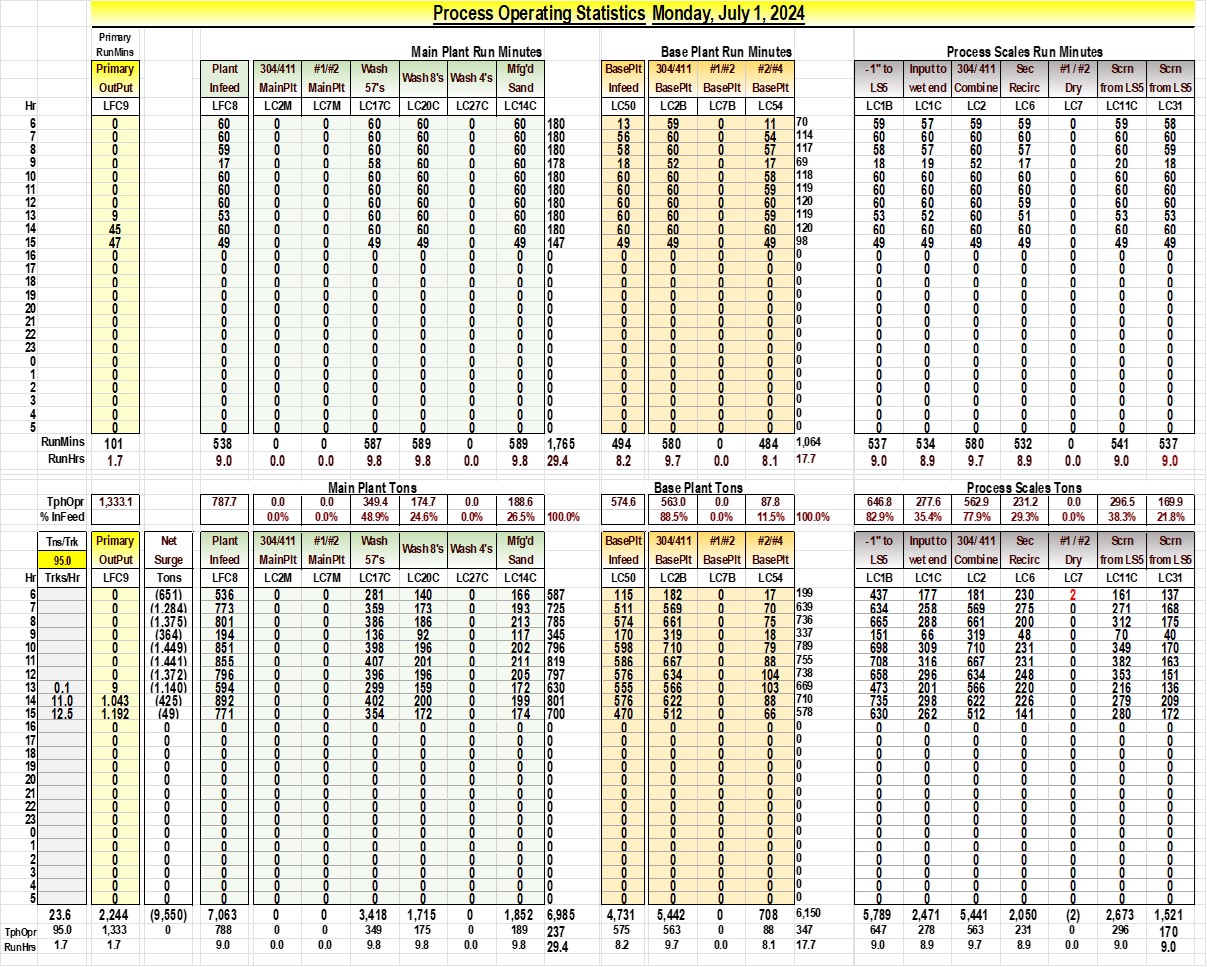 Process Operating Statistics Monday, July 1, 2024
Primary
RunMins Main Plant Run Minutes Base Plant Run Minutes Process Scales Run Minutes
Primary Plant 304/411 #1/#2 Wash Wash 8's Wash 4's Mfg'd BasePlt 304/411 #1/#2 #2/#4 -1" to Input to 304/ 411 Sec #1 / #2 Scrn Scrn
OutPut Infeed MainPlt MainPlt 57's Sand Infeed BasePlt BasePlt BasePlt LS5 wet end Combine Recirc Dry from LS5 from LS5
Hr LFC9 LFC8 LC2M LC7M LC17C LC20C LC27C LC14C LC50 LC2B LC7B LC54 LC1B LC1C LC2 LC6 LC7 LC11C LC31
6 0 60 0 0 60 60 0 60 180 13 59 0 11 70 59 57 59 59 0 59 58
7 0 60 0 0 60 60 0 60 180 56 60 0 54 114 60 60 60 60 0 60 60
8 0 59 0 0 60 60 0 60 180 58 60 0 57 117 58 57 60 57 0 60 59
9 0 17 0 0 58 60 0 60 178 18 52 0 17 69 18 19 52 17 0 20 18
10 0 60 0 0 60 60 0 60 180 60 60 0 58 118 60 60 60 60 0 60 60
11 0 60 0 0 60 60 0 60 180 60 60 0 59 119 60 60 60 60 0 60 60
12 0 60 0 0 60 60 0 60 180 60 60 0 60 120 60 60 60 59 0 60 60
13 9 53 0 0 60 60 0 60 180 60 60 0 59 119 53 52 60 51 0 53 53
14 45 60 0 0 60 60 0 60 180 60 60 0 60 120 60 60 60 60 0 60 60
15 47 49 0 0 49 49 0 49 147 49 49 0 49 98 49 49 49 49 0 49 49
16 0 0 0 0 0 0 0 0 0 0 0 0 0 0 0 0 0 0 0 0 0
17 0 0 0 0 0 0 0 0 0 0 0 0 0 0 0 0 0 0 0 0 0
18 0 0 0 0 0 0 0 0 0 0 0 0 0 0 0 0 0 0 0 0 0
19 0 0 0 0 0 0 0 0 0 0 0 0 0 0 0 0 0 0 0 0 0
20 0 0 0 0 0 0 0 0 0 0 0 0 0 0 0 0 0 0 0 0 0
21 0 0 0 0 0 0 0 0 0 0 0 0 0 0 0 0 0 0 0 0 0
22 0 0 0 0 0 0 0 0 0 0 0 0 0 0 0 0 0 0 0 0 0
23 0 0 0 0 0 0 0 0 0 0 0 0 0 0 0 0 0 0 0 0 0
0 0 0 0 0 0 0 0 0 0 0 0 0 0 0 0 0 0 0 0 0 0
1 0 0 0 0 0 0 0 0 0 0 0 0 0 0 0 0 0 0 0 0 0
2 0 0 0 0 0 0 0 0 0 0 0 0 0 0 0 0 0 0 0 0 0
3 0 0 0 0 0 0 0 0 0 0 0 0 0 0 0 0 0 0 0 0 0
4 0 0 0 0 0 0 0 0 0 0 0 0 0 0 0 0 0 0 0 0 0
5 0 0 0 0 0 0 0 0 0 0 0 0 0 0 0 0 0 0 0 0 0
RunMins 101 538 0 0 587 589 0 589 1,765 494 580 0 484 1,064 537 534 580 532 0 541 537
RunHrs 1.7 9.0 0.0 0.0 9.8 9.8 0.0 9.8 29.4 8.2 9.7 0.0 8.1 17.7 9.0 8.9 9.7 8.9 0.0 9.0 9.0
Main Plant Tons Base Plant Tons Process Scales Tons
TphOpr 1,333.1 787.7 0.0 0.0 349.4 174.7 0.0 188.6 574.6 563.0 0.0 87.8 646.8 277.6 562.9 231.2 0.0 296.5 169.9
% InFeed 0.0% 0.0% 48.9% 24.6% 0.0% 26.5% 100.0% 88.5% 0.0% 11.5% 100.0% 82.9% 35.4% 77.9% 29.3% 0.0% 38.3% 21.8%
Tns/Trk Primary Net Plant 304/411 #1/#2 Wash Wash 8's Wash 4's Mfg'd BasePlt 304/411 #1/#2 #2/#4 -1" to Input to 304/ 411 Sec #1 / #2 Scrn Scrn
95.0 OutPut Surge Infeed MainPlt MainPlt 57's Sand Infeed BasePlt BasePlt BasePlt LS5 wet end Combine Recirc Dry from LS5 from LS5
Hr Trks/Hr LFC9 Tons LFC8 LC2M LC7M LC17C LC20C LC27C LC14C LC50 LC2B LC7B LC54 LC1B LC1C LC2 LC6 LC7 LC11C LC31
6 0 (651) 536 0 0 281 140 0 166 587 115 182 0 17 199 437 177 181 230 2 161 137
7 0 (1.284) 773 0 0 359 173 0 193 725 511 569 0 70 639 634 258 569 275 0 271 168
8 0 (1.375) 801 0 0 386 186 0 213 785 574 661 0 75 736 665 288 661 200 0 312 175
9 0 (364) 194 0 0 136 92 0 117 345 170 319 0 18 337 151 66 319 48 0 70 40
10 0 (1.449) 851 0 0 398 196 0 202 796 598 710 0 79 789 698 309 710 231 0 349 170
11 0 (1.441) 855 0 0 407 201 0 211 819 586 667 0 88 755 708 316 667 231 0 382 163
12 0 (1.372) 796 0 0 396 196 0 205 797 576 634 0 104 738 658 296 634 248 0 353 151
13 0.1 9 (1.140) 594 0 0 299 159 0 172 630 555 566 0 103 669 473 201 566 220 0 216 136
14 11.0 1.043 (425) 892 0 0 402 200 0 199 801 576 622 0 88 710 735 298 622 226 0 279 209
15 12.5 1.192 (49) 771 0 0 354 172 0 174 700 470 512 0 66 578 630 262 512 141 0 280 172
16 0 0 0 0 0 0 0 0 0 0 0 0 0 0 0 0 0 0 0 0 0 0
17 0 0 0 0 0 0 0 0 0 0 0 0 0 0 0 0 0 0 0 0 0 0
18 0 0 0 0 0 0 0 0 0 0 0 0 0 0 0 0 0 0 0 0 0 0
19 0 0 0 0 0 0 0 0 0 0 0 0 0 0 0 0 0 0 0 0 0 0
20 0 0 0 0 0 0 0 0 0 0 0 0 0 0 0 0 0 0 0 0 0 0
21 0 0 0 0 0 0 0 0 0 0 0 0 0 0 0 0 0 0 0 0 0 0
22 0 0 0 0 0 0 0 0 0 0 0 0 0 0 0 0 0 0 0 0 0 0
23 0 0 0 0 0 0 0 0 0 0 0 0 0 0 0 0 0 0 0 0 0 0
0 0 0 0 0 0 0 0 0 0 0 0 0 0 0 0 0 0 0 0 0 0 0
1 0 0 0 0 0 0 0 0 0 0 0 0 0 0 0 0 0 0 0 0 0 0
2 0 0 0 0 0 0 0 0 0 0 0 0 0 0 0 0 0 0 0 0 0 0
3 0 0 0 0 0 0 0 0 0 0 0 0 0 0 0 0 0 0 0 0 0 0
4 0 0 0 0 0 0 0 0 0 0 0 0 0 0 0 0 0 0 0 0 0 0
5 0 0 0 0 0 0 0 0 0 0 0 0 0 0 0 0 0 0 0 0 0 0
23.6 2,244 (9,550) 7,063 0 0 3,418 1,715 0 1,852 6,985 4,731 5,442 0 708 6,150 5,789 2,471 5,441 2,050 (2) 2,673 1,521
TphOpr 95.0 1,333 0 788 0 0 349 175 0 189 237 575 563 0 88 347 647 278 563 231 0 296 170
RunHrs 1.7 1.7 9.0 0.0 0.0 9.8 9.8 0.0 9.8 29.4 8.2 9.7 0.0 8.1 17.7 9.0 8.9 9.7 8.9 0.0 9.0 9.0